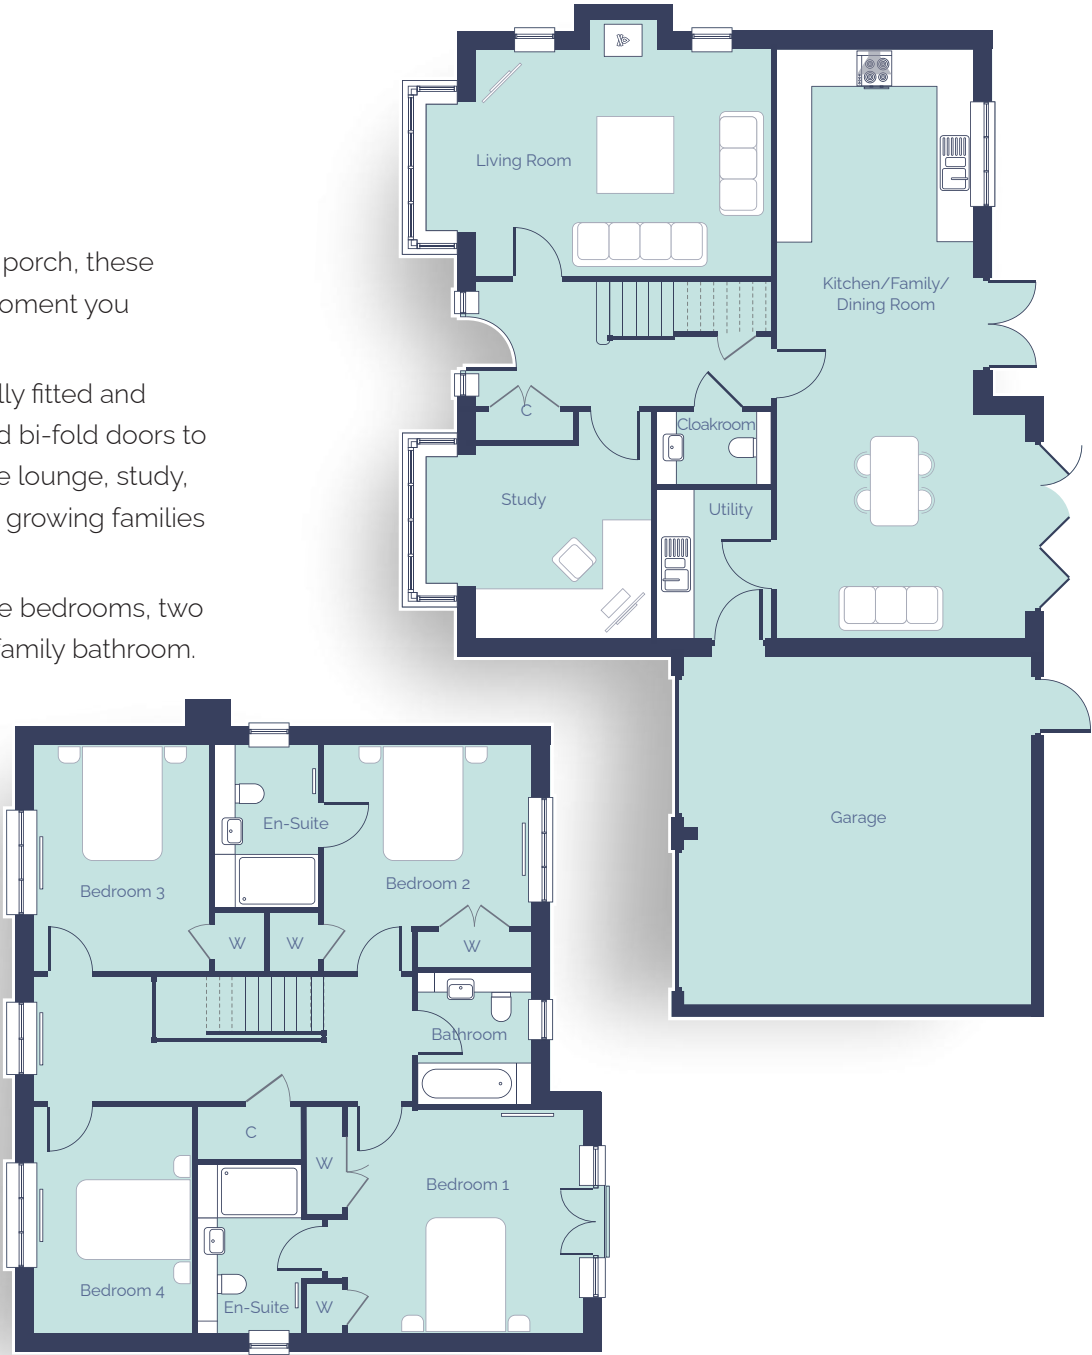 porch, these
oment you
lly fitted and
d bi-fold doors to
e lounge, study,
growing families
e bedrooms, two
family bathroom.
Living Room
Kitchen/Family/
Dining Room
C
Cloakroom
Study
Utility
Garage
En-Suite
Bedroom 3
Bedroom 2
W
W
W
Bathroom
C
W
Bedroom 1
Bedroom 4
En-Suite
W